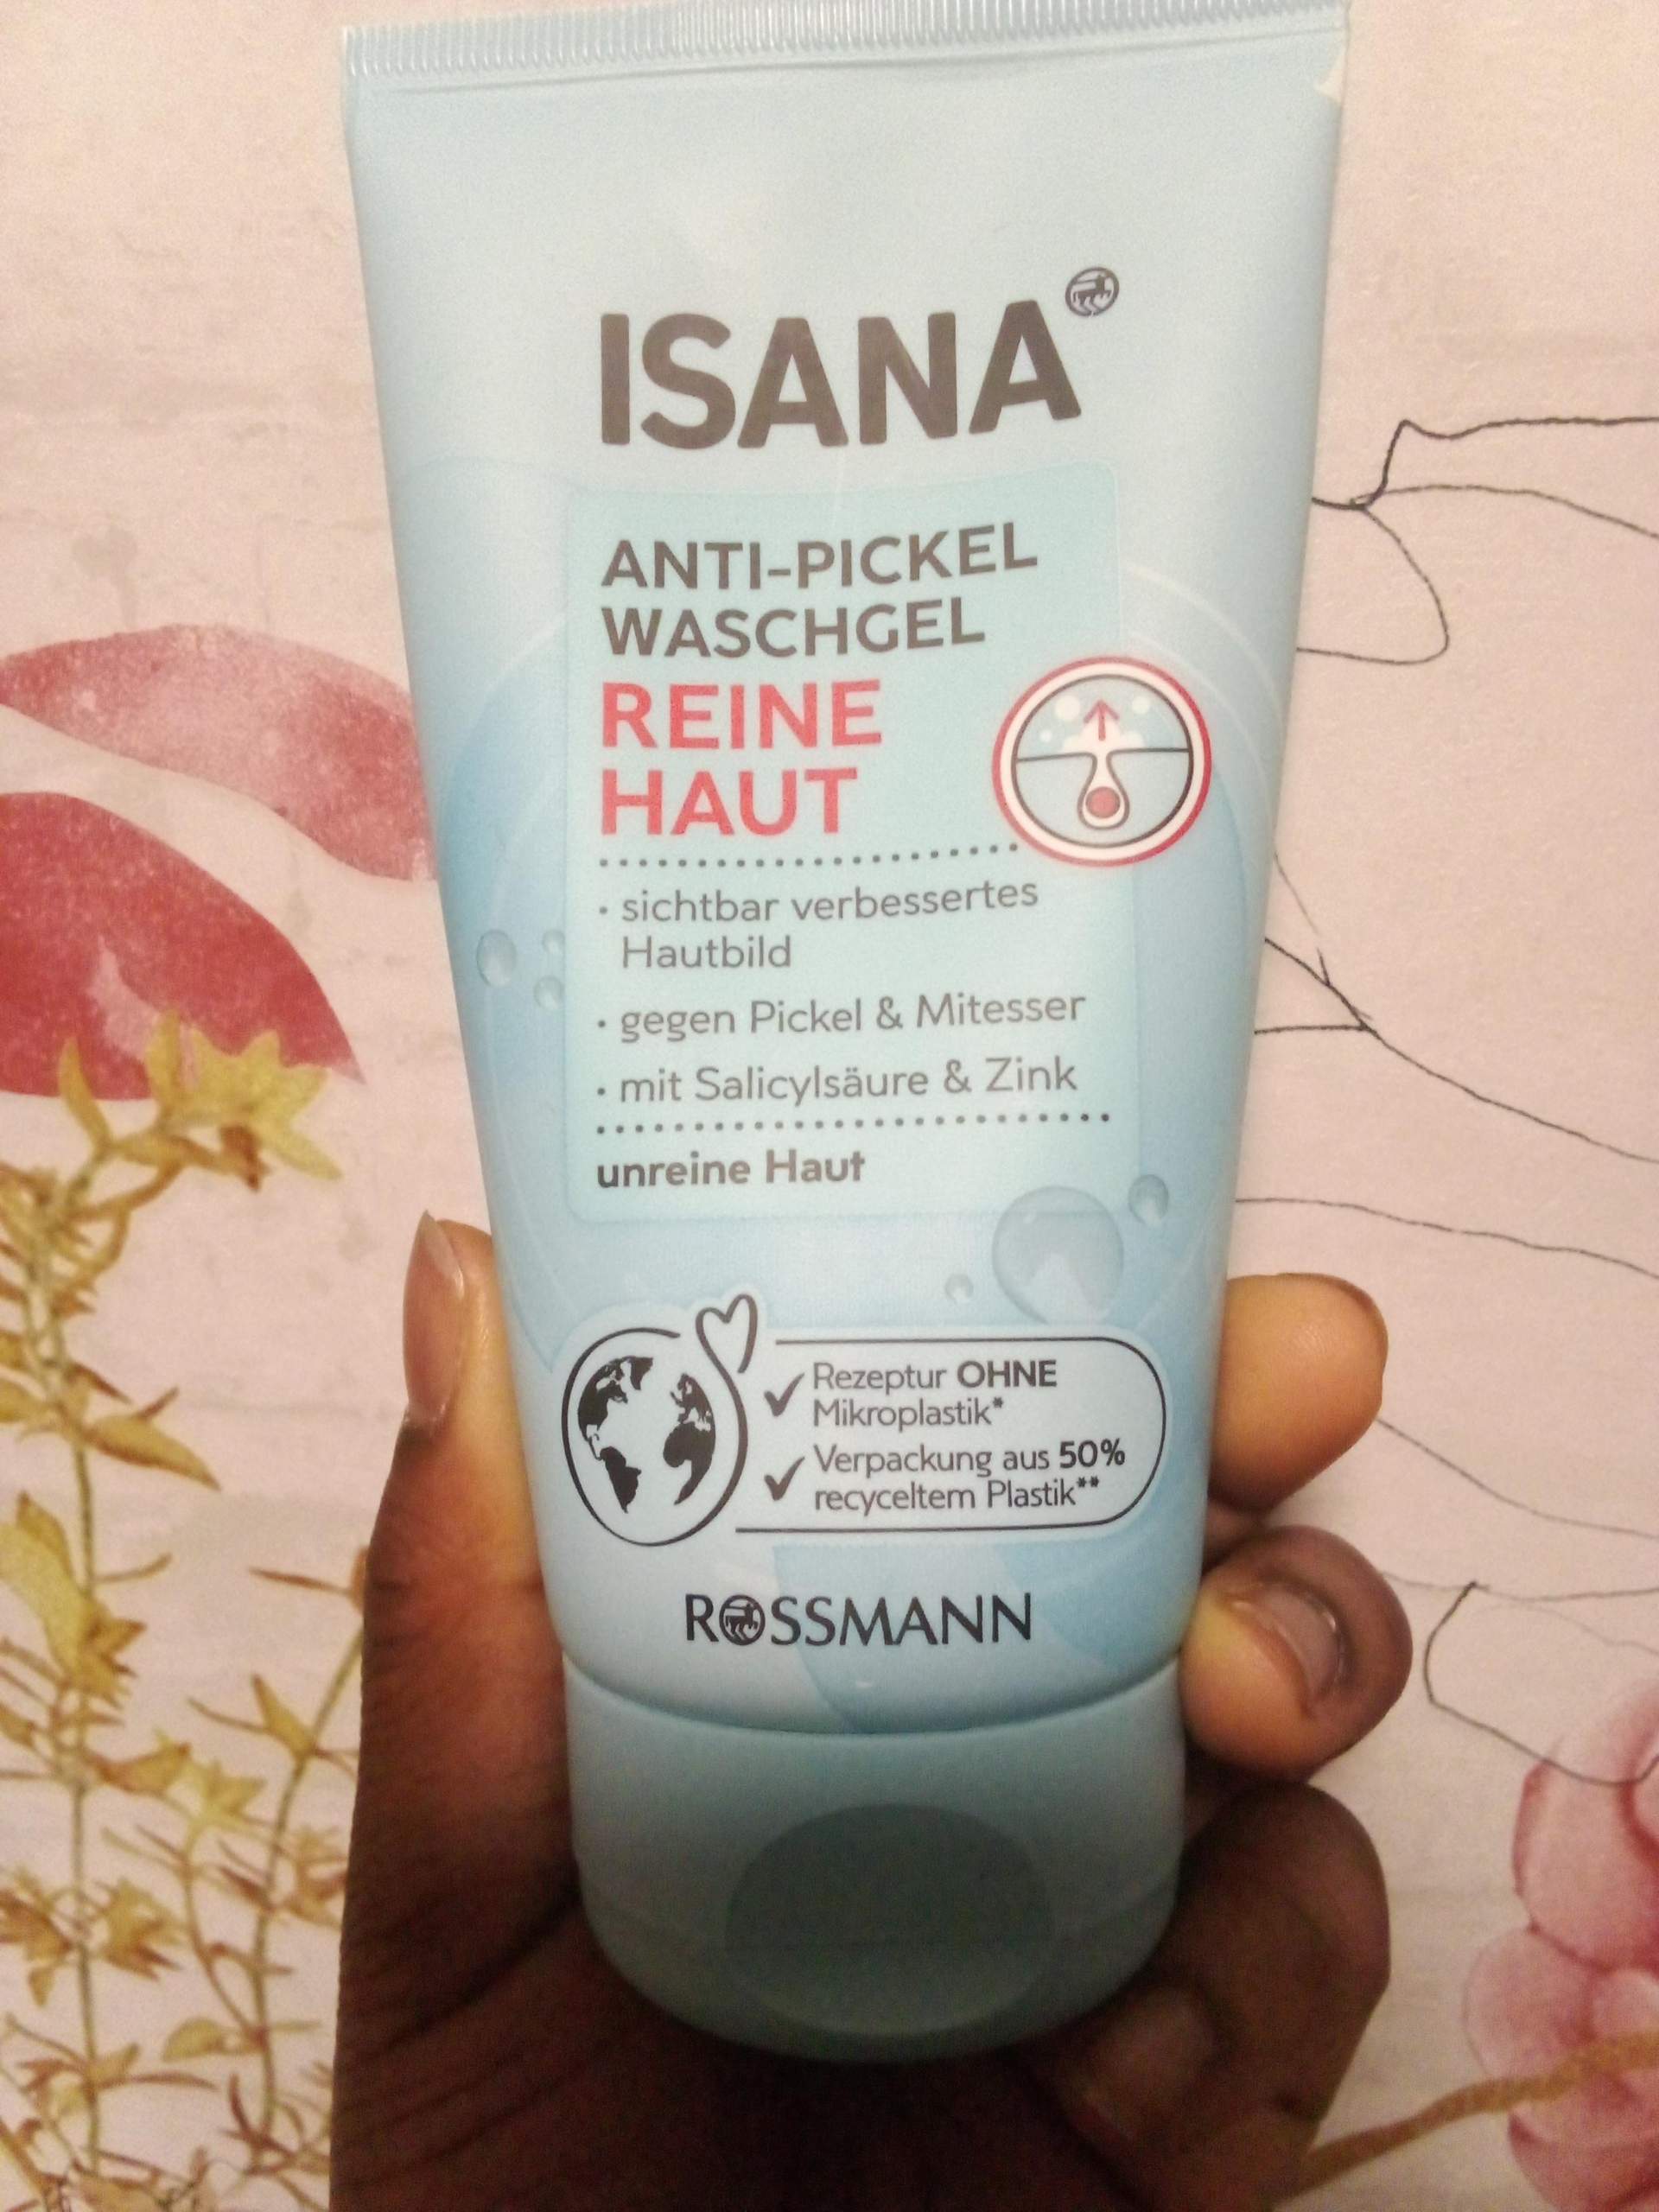 ISANA
ANTI-PICKEL
WASCHGEL
REINE
HAUT
· sichtbar verbessertes
Hautbild
· gegen Pickel & Mitesser
· mit Salicylsäure & Zink
unreine Haut
✓ Rezeptur OHNE
Mikroplastik*
✓ Verpackung aus 50%
recyceltem Plastik**
ROSSMANN